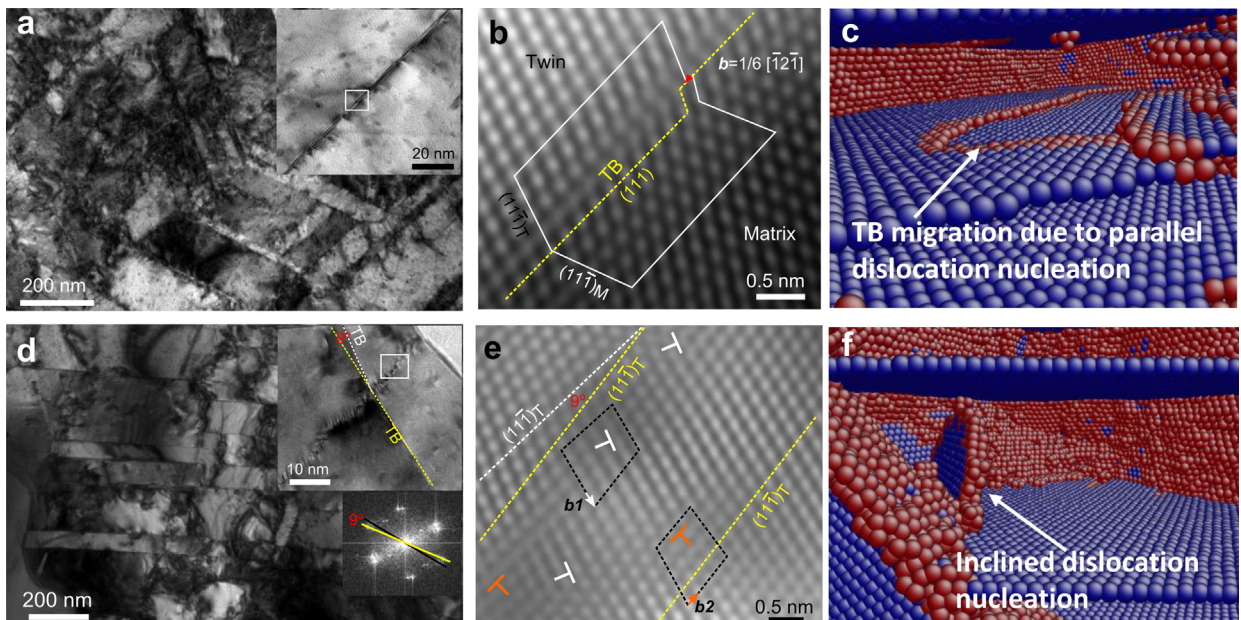 a
20 nm
200 nm
b
Twin
b=1/6 [1̅21̅]
TB
(111)
(111̅)T
(111̅)M
Matrix
0.5 nm
c
TB migration due to parallel
dislocation nucleation
d
9°
TB
TB
10 nm
9°
200 nm
e
(111̅)T
9°
(111̅)T
b1
(111̅)T
b2
0.5 nm
f
Inclined dislocation
nucleation